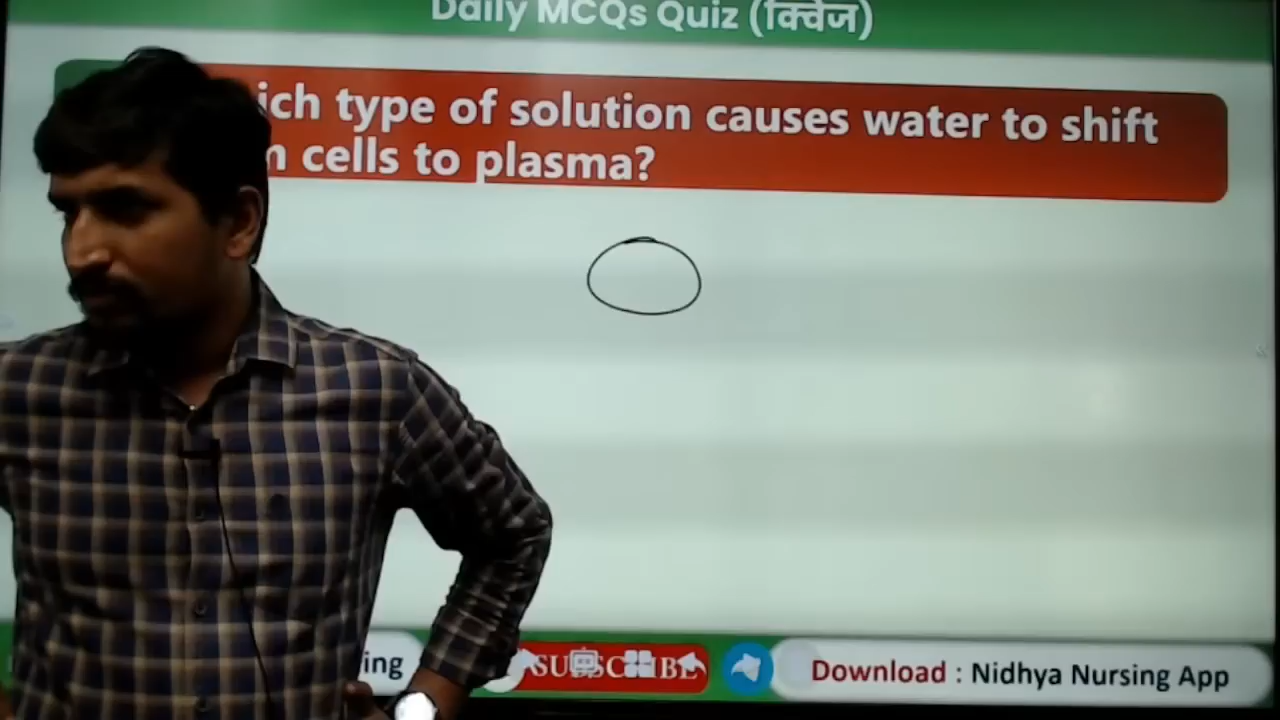 Daily MCQs Quiz (क्विज)
ich type of solution causes water to shift
cells to plasma?
ing
SUBSCRIBE
Download : Nidhya Nursing App